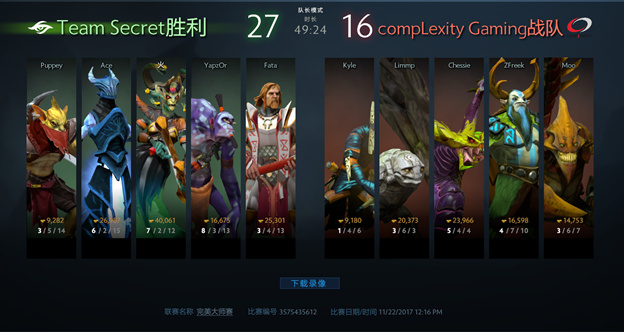 Team Secret胜利
27
队长模式
时长
49:24
16
compLexity Gaming战队
Puppey
Ace
火
YapzOr
Fata
Kyle
Limmp
Chessie
ZFreek
Moo
9,282
40,061
16,675
25,301
9,180
20,373
23,966
16,598
14,753
3 / 5 / 14
6 / 2 / 15
7 / 2 / 12
8 / 3 / 13
3 / 4 / 13
1 / 4 / 6
3 / 6 / 3
5 / 4 / 4
4 / 7 / 10
3 / 6 / 7
下载录像
联赛名称 完美大师赛 比赛编号 3575435612 比赛日期/时间 11/22/2017 12:16 PM